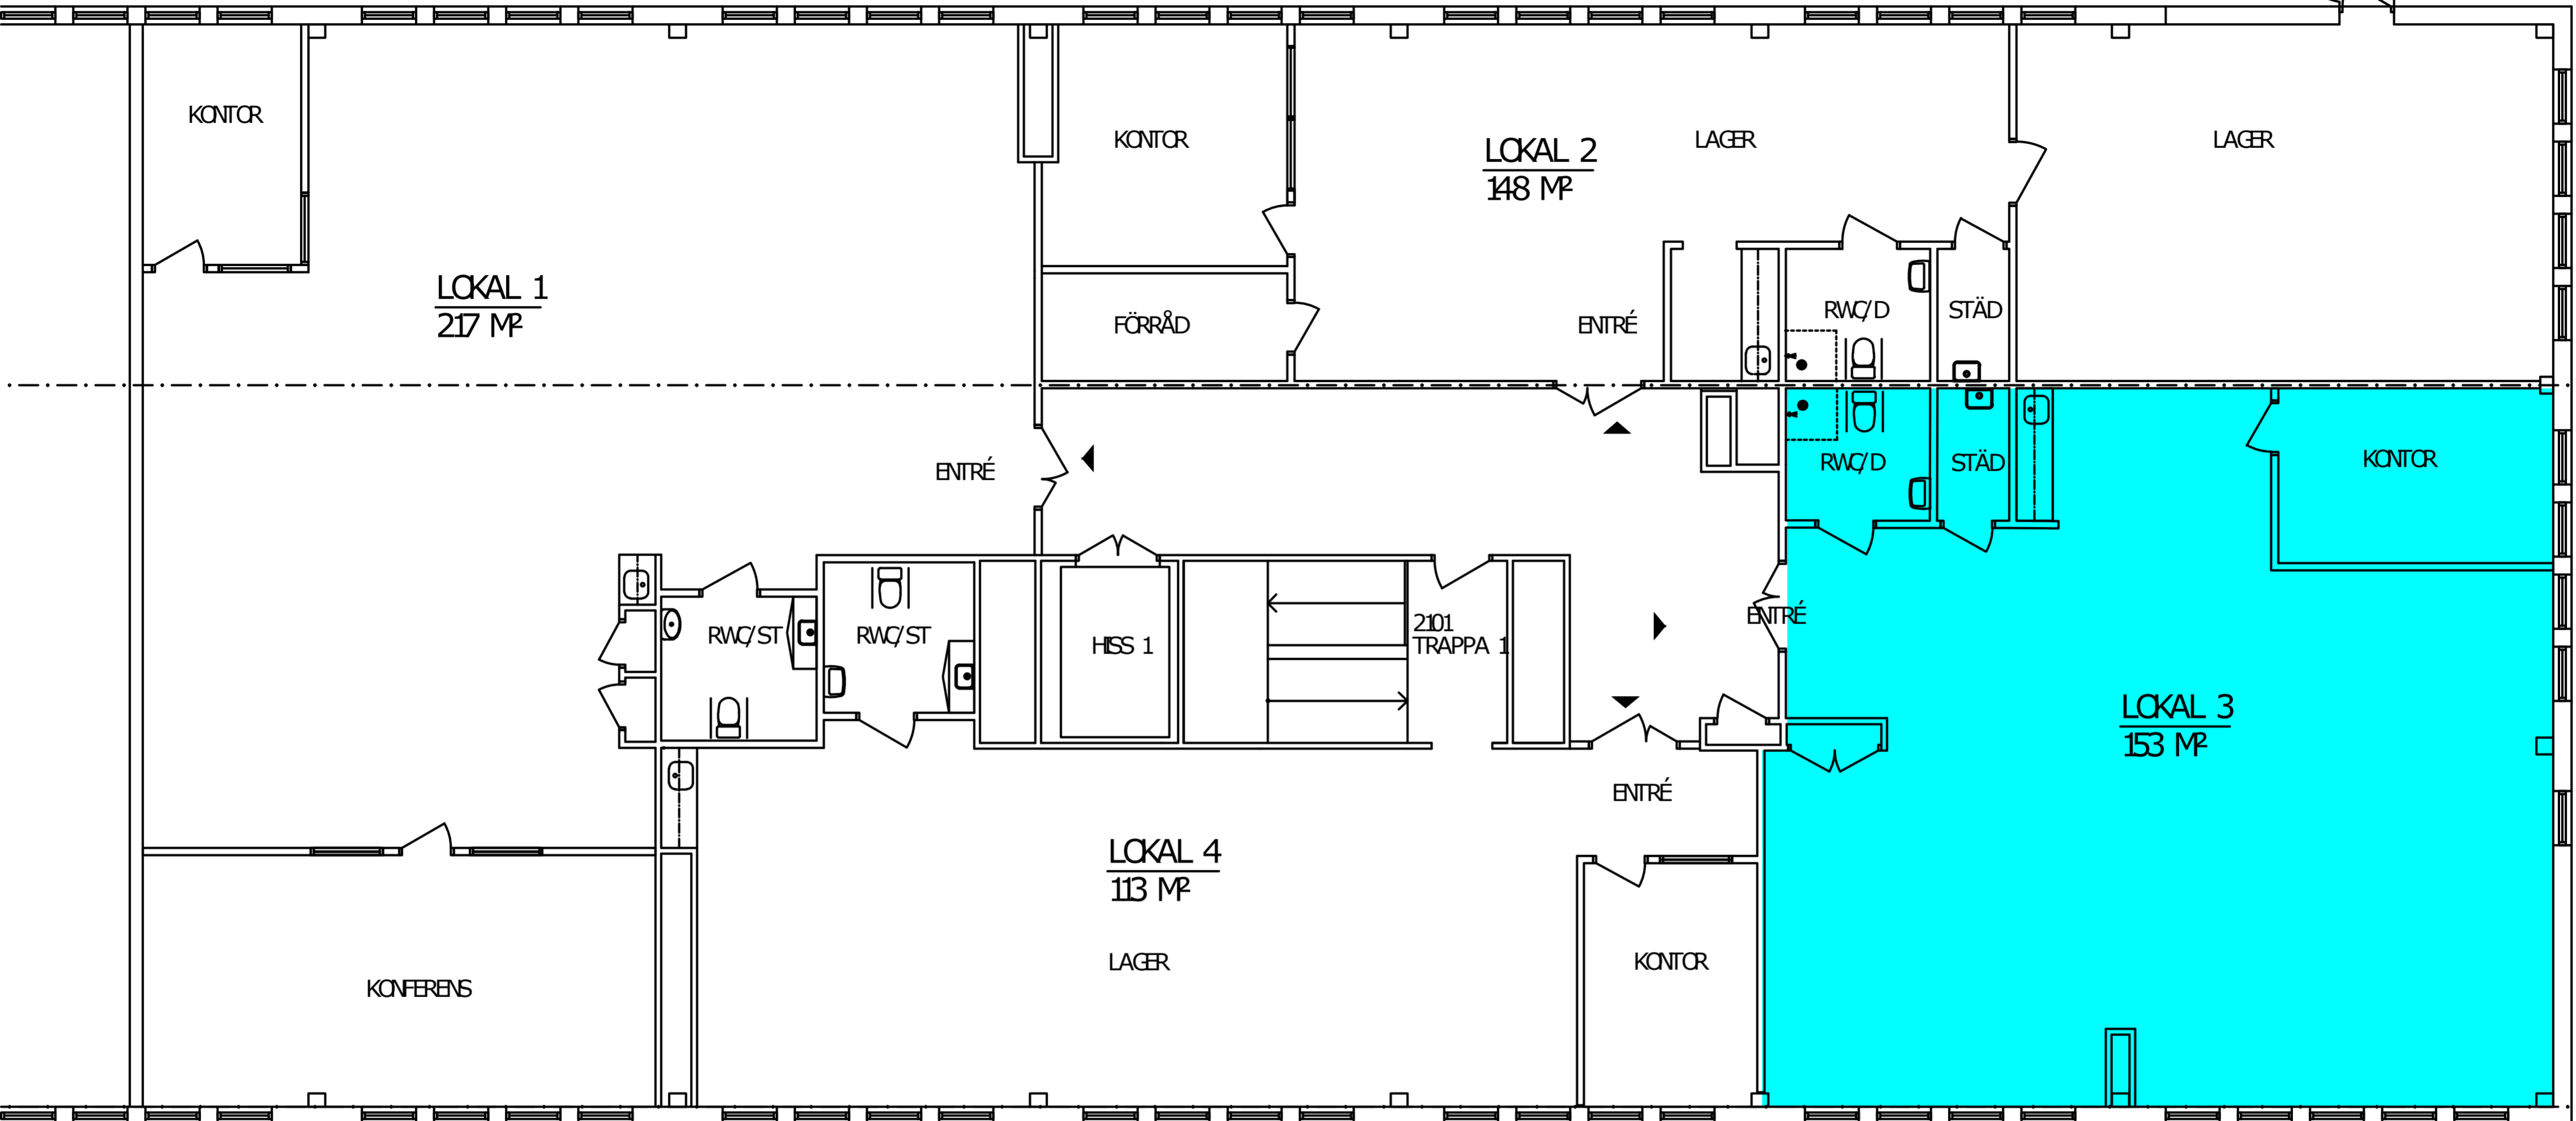 KONTOR
KONTOR
LOKAL 2
148 M²
LAGER
LAGER
LOKAL 1
217 M²
FÖRRÅD
ENTRÉ
RWC/D
STÄD
ENTRÉ
RWC/D
STÄD
KONTOR
RWC/ST
RWC/ST
HISS 1
2101
TRAPPA 1
ENTRÉ
LOKAL 3
153 M²
ENTRÉ
LOKAL 4
113 M²
LAGER
KONTOR
KONFERENS